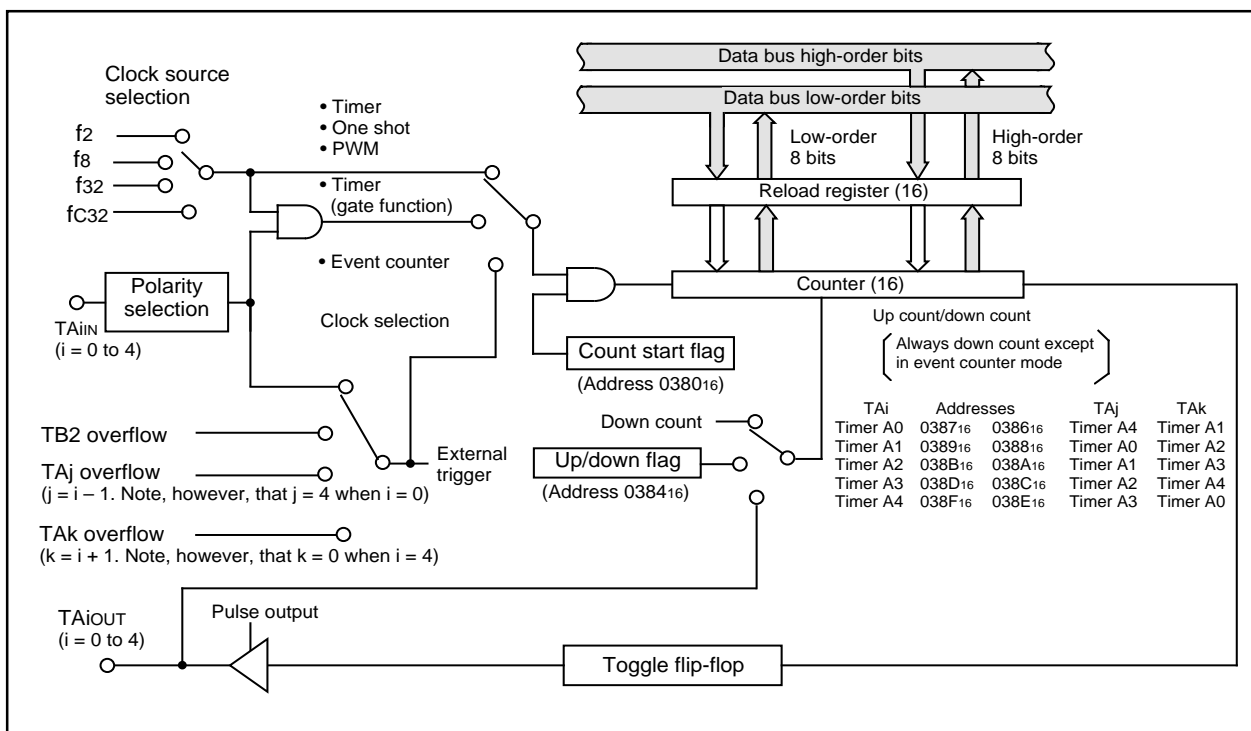 Data bus high-order bits
Data bus low-order bits
Clock source
selection
f2
f8
f32
fC32
• Timer
• One shot
• PWM
• Timer
(gate function)
• Event counter
Clock selection
Low-order
8 bits
High-order
8 bits
Reload register (16)
Counter (16)
Polarity
selection
TAiIN
(i = 0 to 4)
Count start flag
(Address 038016)
Up count/down count
Always down count except
in event counter mode
TB2 overflow
TAj overflow
(j = i – 1. Note, however, that j = 4 when i = 0)
TAk overflow
(k = i + 1. Note, however, that k = 0 when i = 4)
External
trigger
Down count
Up/down flag
(Address 038416)
TAi Addresses TAj TAk
Timer A0 038716 038616 Timer A4 Timer A1
Timer A1 038916 038816 Timer A0 Timer A2
Timer A2 038B16 038A16 Timer A1 Timer A3
Timer A3 038D16 038C16 Timer A2 Timer A4
Timer A4 038F16 038E16 Timer A3 Timer A0
TAiOUT
(i = 0 to 4)
Pulse output
Toggle flip-flop